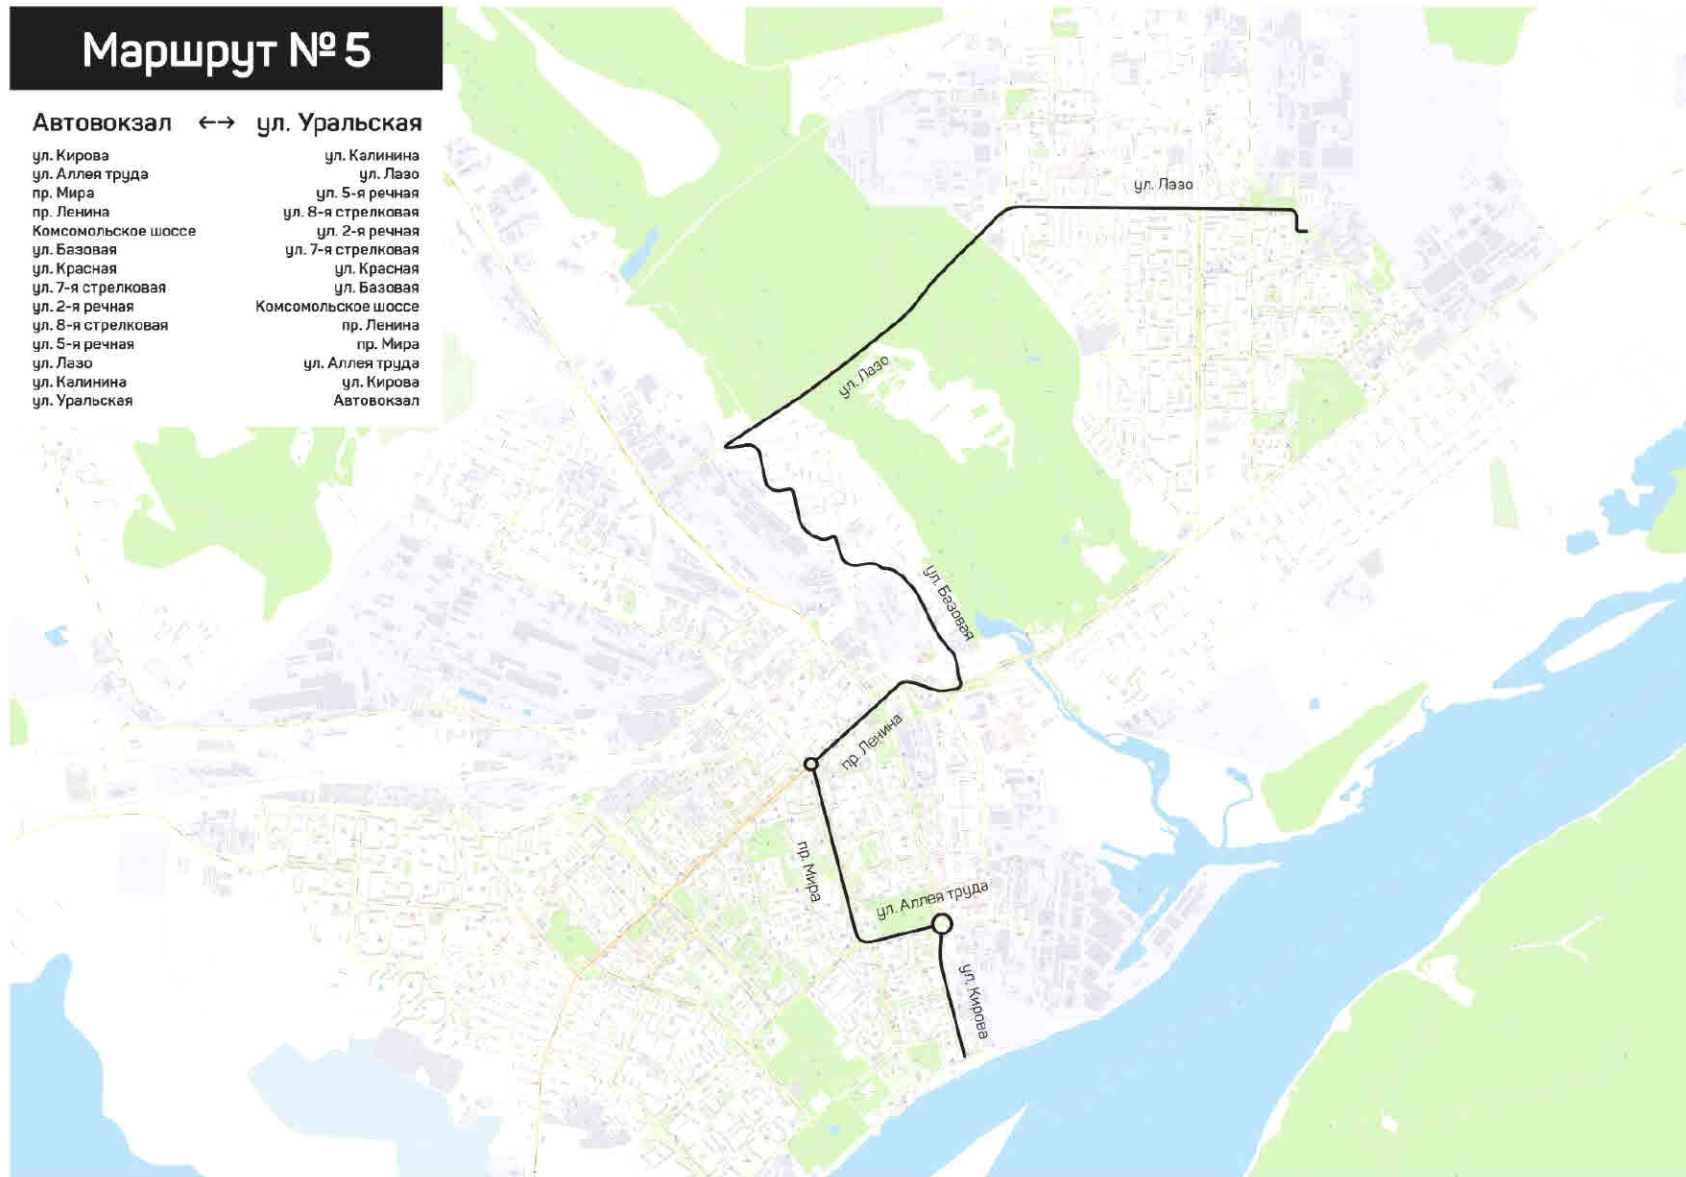 Маршрут № 5
Автовокзал ←→ ул. Уральская
ул. Кирова
ул. Аллея труда
пр. Мира
пр. Ленина
Комсомольское шоссе
ул. Базовая
ул. Красная
ул. 7-я стрелковая
ул. 2-я речная
ул. 8-я стрелковая
ул. 5-я речная
ул. Лазо
ул. Калинина
ул. Уральская
ул. Калинина
ул. Лазо
ул. 5-я речная
ул. 8-я стрелковая
ул. 2-я речная
ул. 7-я стрелковая
ул. Красная
ул. Базовая
Комсомольское шоссе
пр. Ленина
пр. Мира
ул. Аллея труда
ул. Кирова
Автовокзал
ул. Лазо
ул. Лазо
ул. Базовая
пр. Ленина
пр. Мира
ул. Аллея труда
ул. Кирова